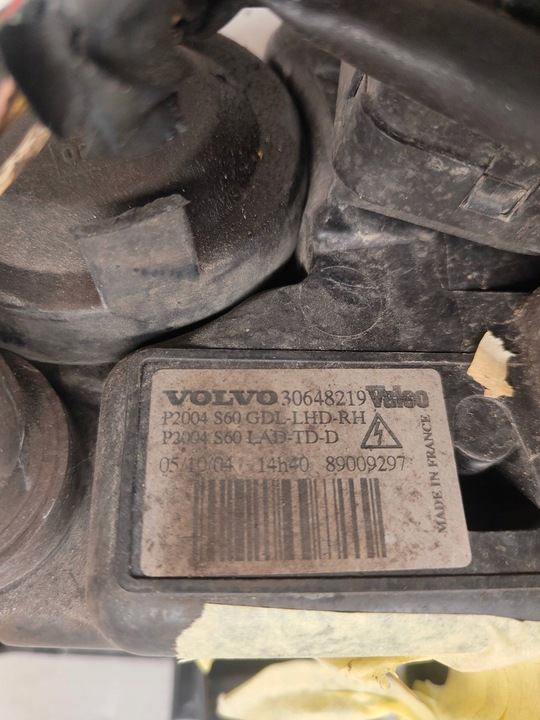 VOLVO 30648219 Valeo
P2004 S60 GDL-LHD-RH
P2004 S60 LAD-TD-D
05/10/04 14h40 89009297
MADE IN FRANCE